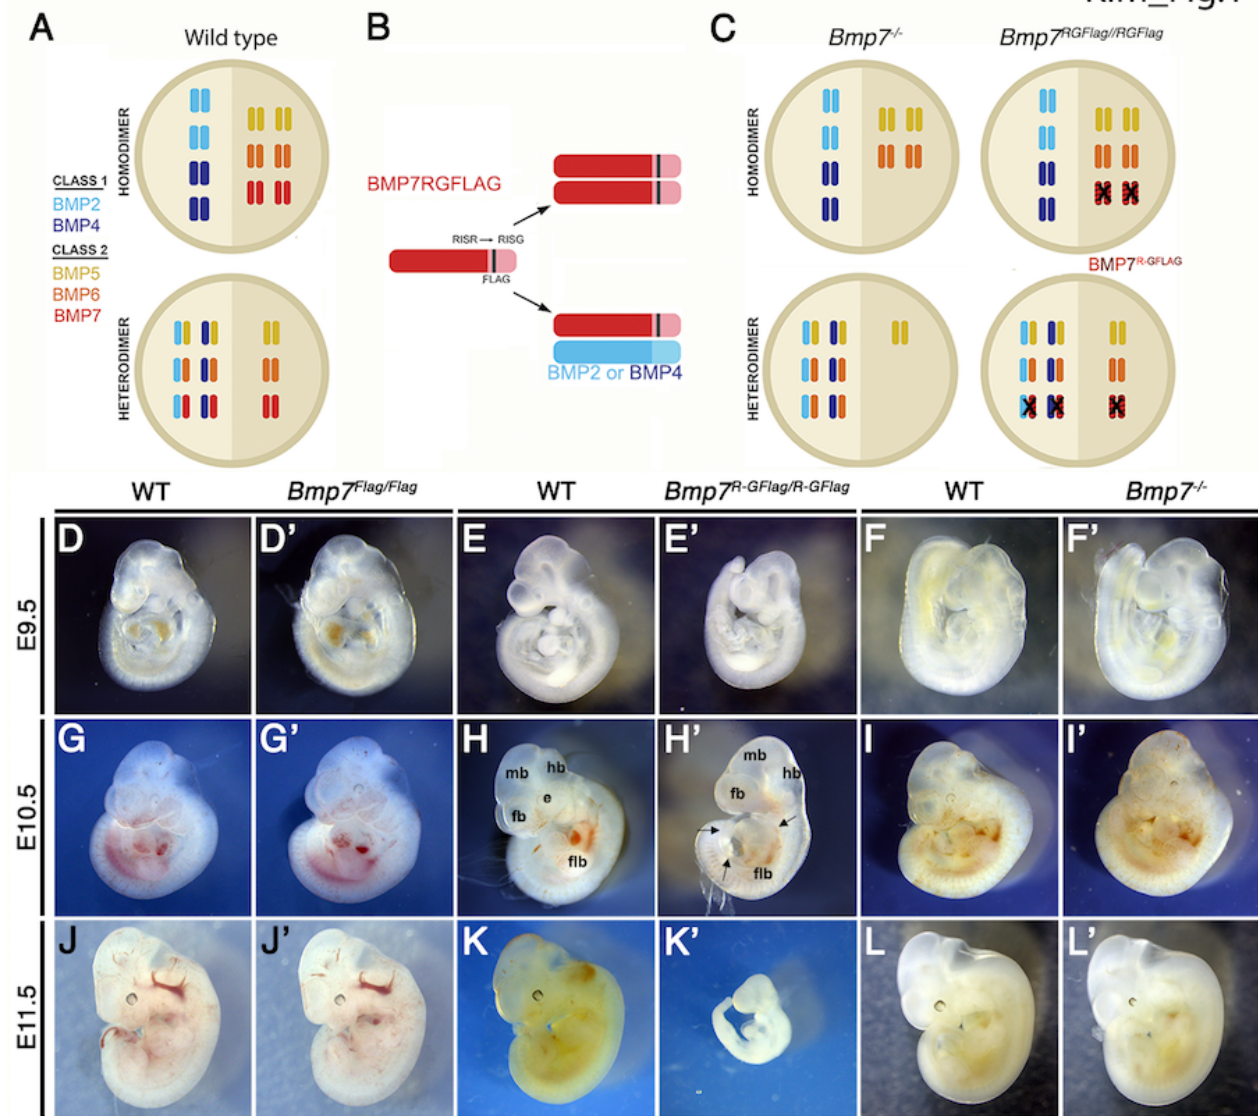 A
Wild type
HOMODIMER
CLASS 1
BMP2
BMP4
CLASS 2
BMP5
BMP6
BMP7
HETERODIMER
B
BMP7RGFLAG
RISR → RISG
FLAG
BMP2 or BMP4
C
Bmp7-/-
Bmp7RGFlag//RGFlag
HOMODIMER
BMP7R-GFLAG
HETERODIMER
WT
Bmp7Flag/Flag
WT
Bmp7R-GFlag/R-GFlag
WT
Bmp7-/-
E9.5
D
D'
E
E'
F
F'
E10.5
G
G'
H
mb
hb
e
fb
flb
H'
mb
hb
fb
flb
I
I'
E11.5
J
J'
K
K'
L
L'